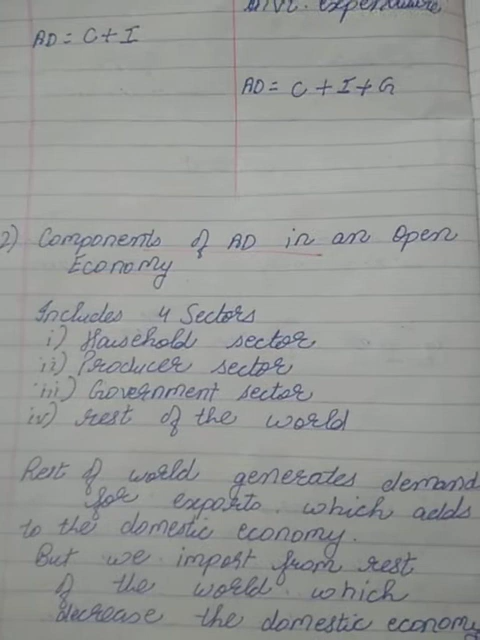 Invt. expenditure
AD = C + I
AD = C + I + G
2) Components of AD in an Open
Economy
Includes 4 Sectors
i) Household sector
ii) Producer sector
iii) Government sector
iv) rest of the world
Rest of world generates demand
for exports. which adds
to the domestic economy.
But we import from rest
of the world which
decrease the domestic economy